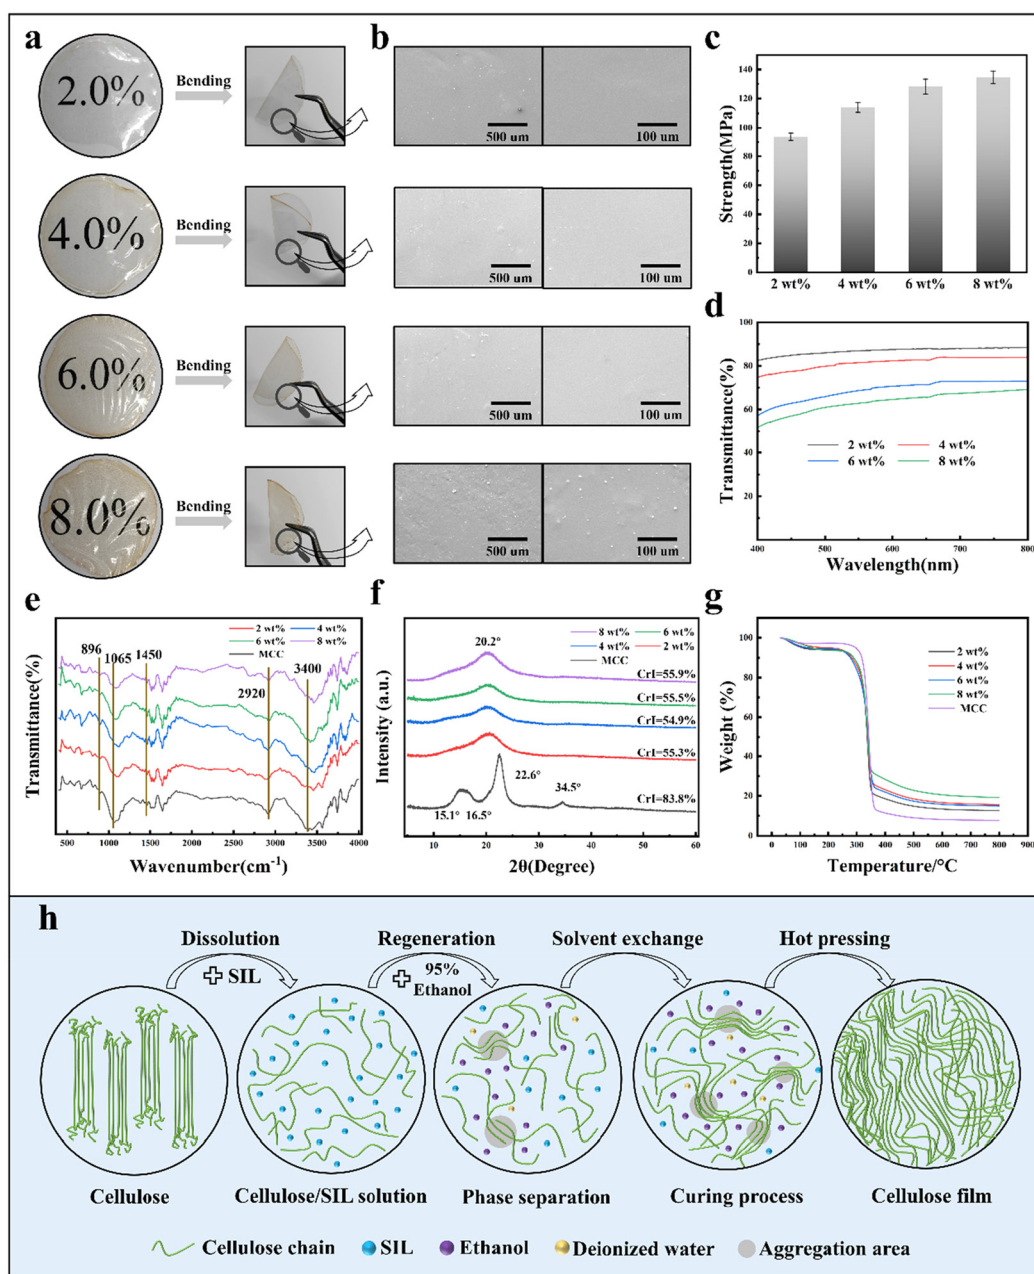 a
2.0%
Bending
4.0%
Bending
6.0%
Bending
8.0%
Bending
b
500 um
100 um
500 um
100 um
500 um
100 um
500 um
100 um
c
Strength(MPa)
140
120
100
80
60
40
20
0
2 wt%
4 wt%
6 wt%
8 wt%
d
Transmittance(%)
100
80
60
40
20
2 wt%
4 wt%
6 wt%
8 wt%
400
500
600
700
800
Wavelength(nm)
e
Transmittance(%)
2 wt%
4 wt%
6 wt%
8 wt%
MCC
896
1065
1450
2920
3400
500 1000 1500 2000 2500 3000 3500 4000
Wavenumber(cm-1)
f
Intensity (a.u.)
20.2°
8 wt%
6 wt%
4 wt%
2 wt%
MCC
CrI=55.9%
CrI=55.5%
CrI=54.9%
CrI=55.3%
22.6°
34.5°
15.1°
16.5°
CrI=83.8%
10
20
30
40
50
60
2θ(Degree)
g
Weight (%)
100
80
60
40
20
0
2 wt%
4 wt%
6 wt%
8 wt%
MCC
0 100 200 300 400 500 600 700 800 900
Temperature/°C
h
Dissolution
SIL
Regeneration
95%
Ethanol
Solvent exchange
Hot pressing
Cellulose
Cellulose/SIL solution
Phase separation
Curing process
Cellulose film
Cellulose chain
SIL
Ethanol
Deionized water
Aggregation area